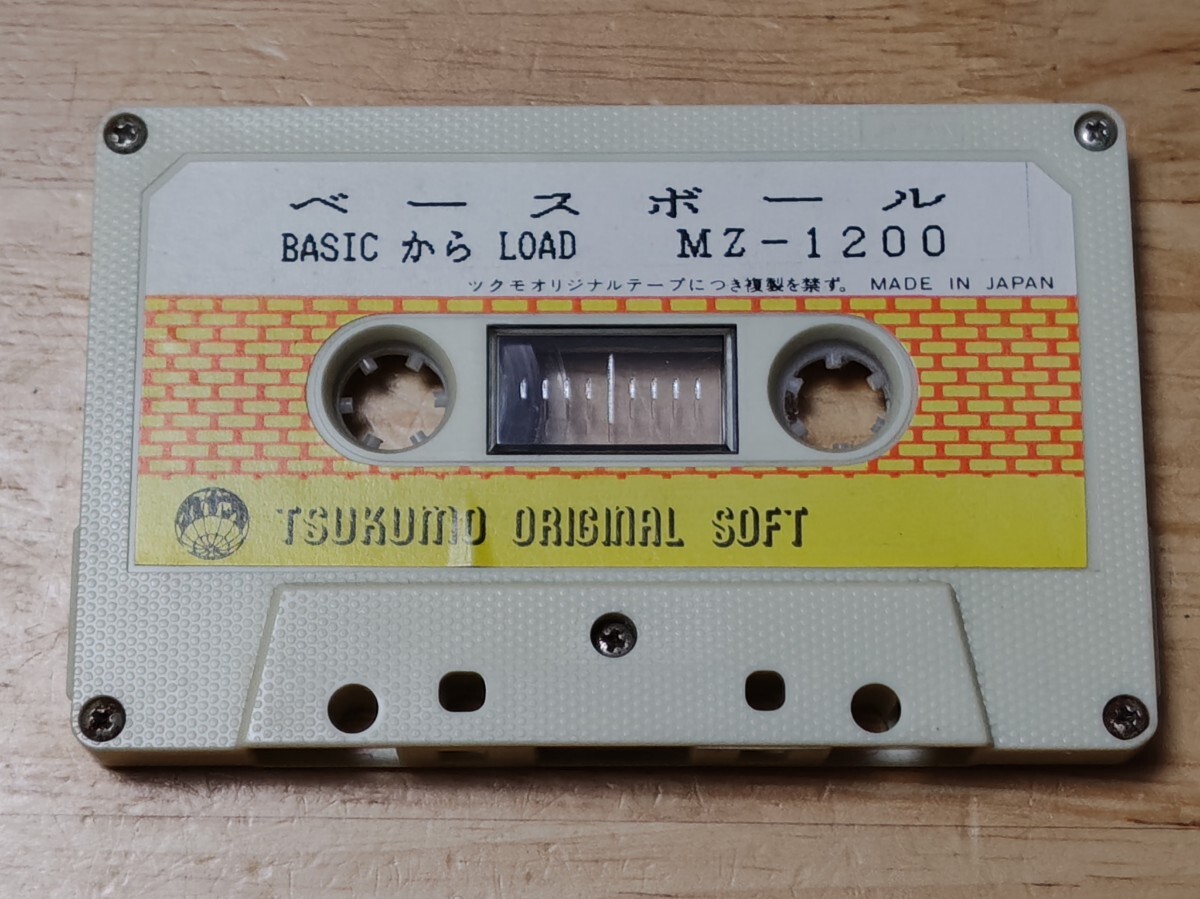 ベースボール
BASIC から LOAD MZ-1200
ツクモオリジナルテープにつき複製を禁ず。 MADE IN JAPAN
TSUKUMO ORIGINAL SOFT